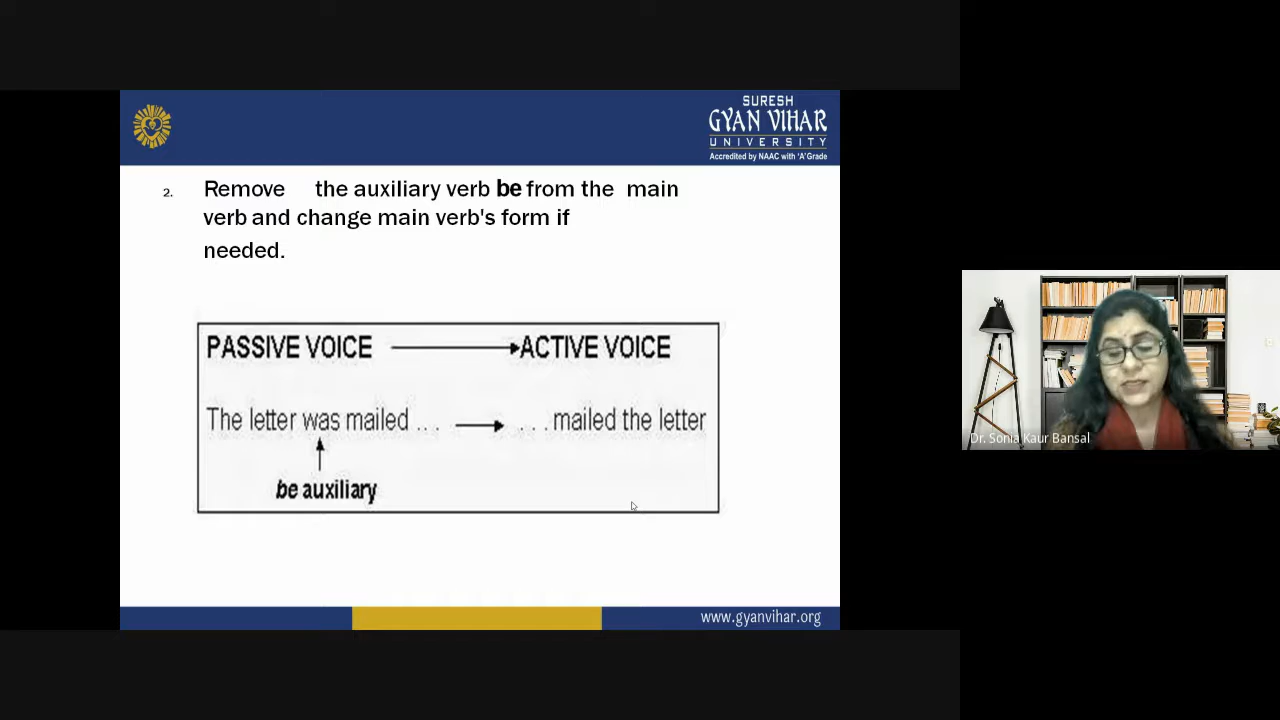 SURESH
GYAN VIHAR
UNIVERSITY
Accredited by NAAC with 'A' Grade
2. Remove the auxiliary verb be from the main
verb and change main verb's form if
needed.
PASSIVE VOICE ACTIVE VOICE
The letter was mailed . . . . . . mailed the letter
be auxiliary
Dr. Sonia Kaur Bansal
www.gyanvihar.org